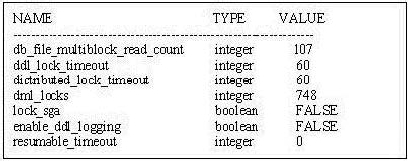 NAME TYPE VALUE
------------------------------------------------------------
db_file_multiblock_read_count integer 107
ddl_lock_timeout integer 60
dictributed_lock_timeout integer 60
dml_locks integer 748
lock_sga boolean FALSE
enable_ddl_logging boolean FALSE
resumable_timeout integer 0